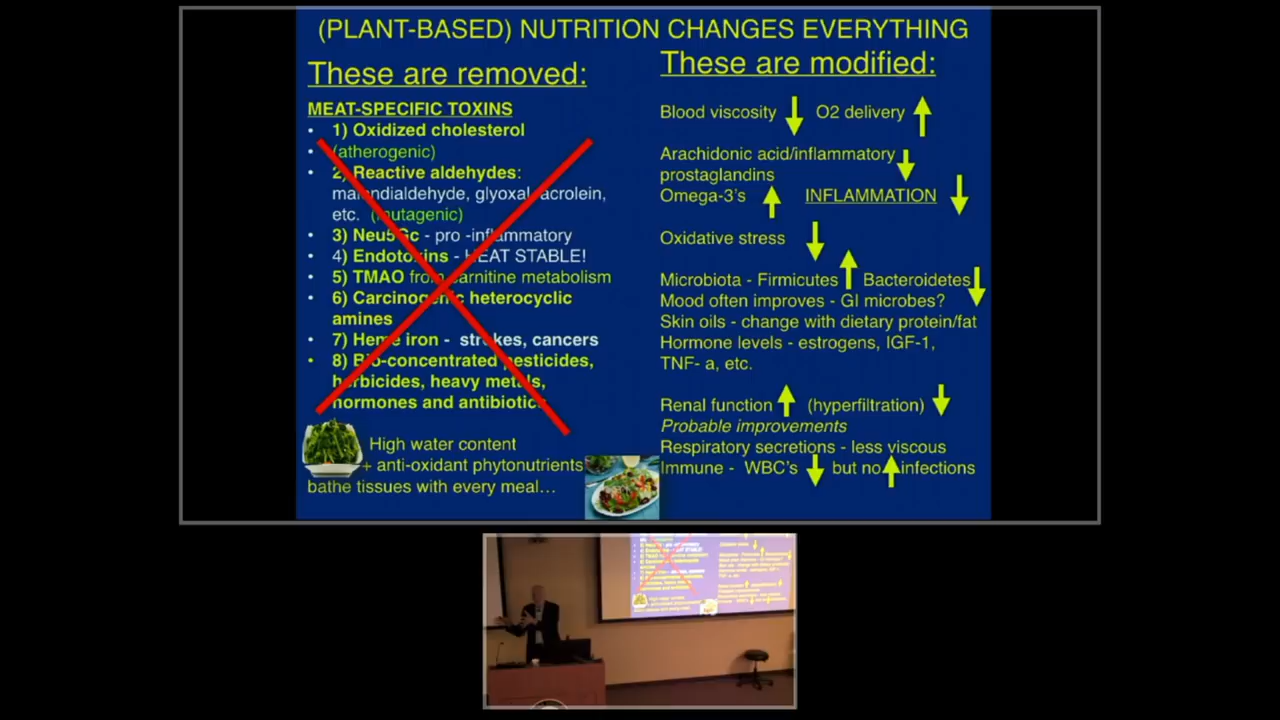 (PLANT-BASED) NUTRITION CHANGES EVERYTHING
These are removed:
MEAT-SPECIFIC TOXINS
• 1) Oxidized cholesterol
• (atherogenic)
• 2) Reactive aldehydes:
malondialdehyde, glyoxal, acrolein,
etc. (mutagenic)
• 3) Neu5Gc - pro -inflammatory
• 4) Endotoxins - HEAT STABLE!
• 5) TMAO from carnitine metabolism
• 6) Carcinogenic heterocyclic
amines
• 7) Heme iron - strokes, cancers
• 8) Bio-concentrated pesticides,
herbicides, heavy metals,
hormones and antibiotics
High water content
+ anti-oxidant phytonutrients
bathe tissues with every meal…
These are modified:
Blood viscosity ↓ O2 delivery ↑
Arachidonic acid/inflammatory ↓
prostaglandins
Omega-3's ↑ INFLAMMATION ↓
Oxidative stress ↓
Microbiota - Firmicutes ↑ Bacteroidetes ↓
Mood often improves - GI microbes?
Skin oils - change with dietary protein/fat
Hormone levels - estrogens, IGF-1,
TNF- a, etc.
Renal function ↑ (hyperfiltration) ↓
Probable improvements
Respiratory secretions - less viscous
Immune - WBC's ↓ but no ↑ infections